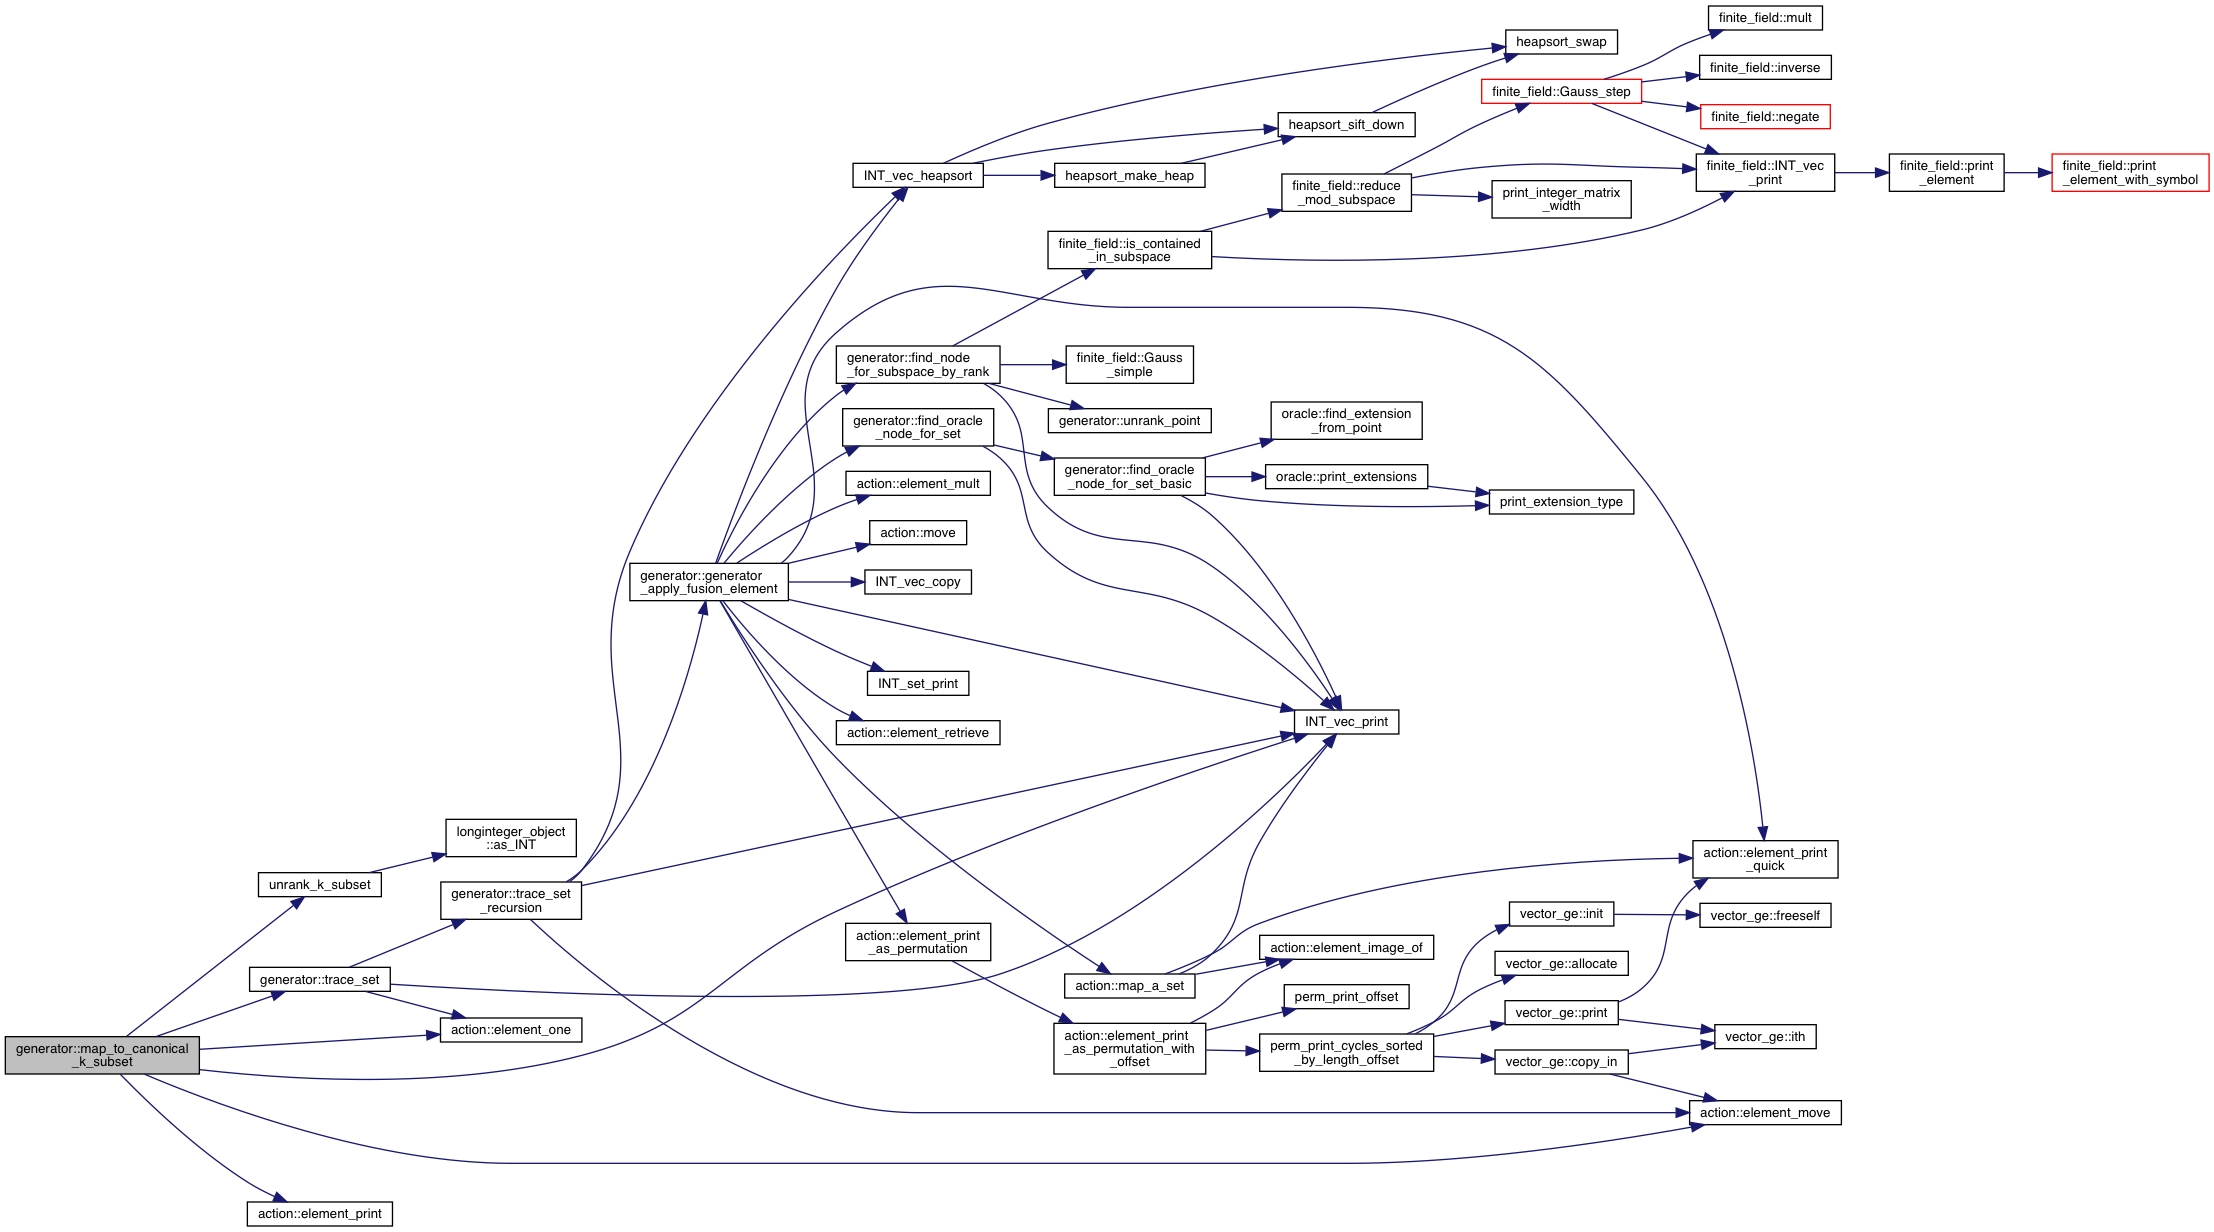 generator::map_to_canonical
_k_subset
unrank_k_subset
longinteger_object
::as_INT
generator::trace_set
generator::trace_set
_recursion
action::element_one
action::element_print
generator::generator
_apply_fusion_element
INT_vec_heapsort
generator::find_node
_for_subspace_by_rank
generator::find_oracle
_node_for_set
action::element_mult
action::move
INT_vec_copy
INT_set_print
action::element_retrieve
action::element_print
_as_permutation
heapsort_make_heap
finite_field::is_contained
_in_subspace
finite_field::Gauss
_simple
generator::unrank_point
generator::find_oracle
_node_for_set_basic
action::map_a_set
action::element_print
_as_permutation_with
_offset
heapsort_sift_down
finite_field::reduce
_mod_subspace
oracle::find_extension
_from_point
oracle::print_extensions
INT_vec_print
action::element_image_of
perm_print_offset
perm_print_cycles_sorted
_by_length_offset
heapsort_swap
finite_field::Gauss_step
print_integer_matrix
_width
print_extension_type
vector_ge::init
vector_ge::allocate
vector_ge::print
vector_ge::copy_in
finite_field::mult
finite_field::inverse
finite_field::negate
finite_field::INT_vec
_print
action::element_print
_quick
vector_ge::freeself
vector_ge::ith
action::element_move
finite_field::print
_element
finite_field::print
_element_with_symbol